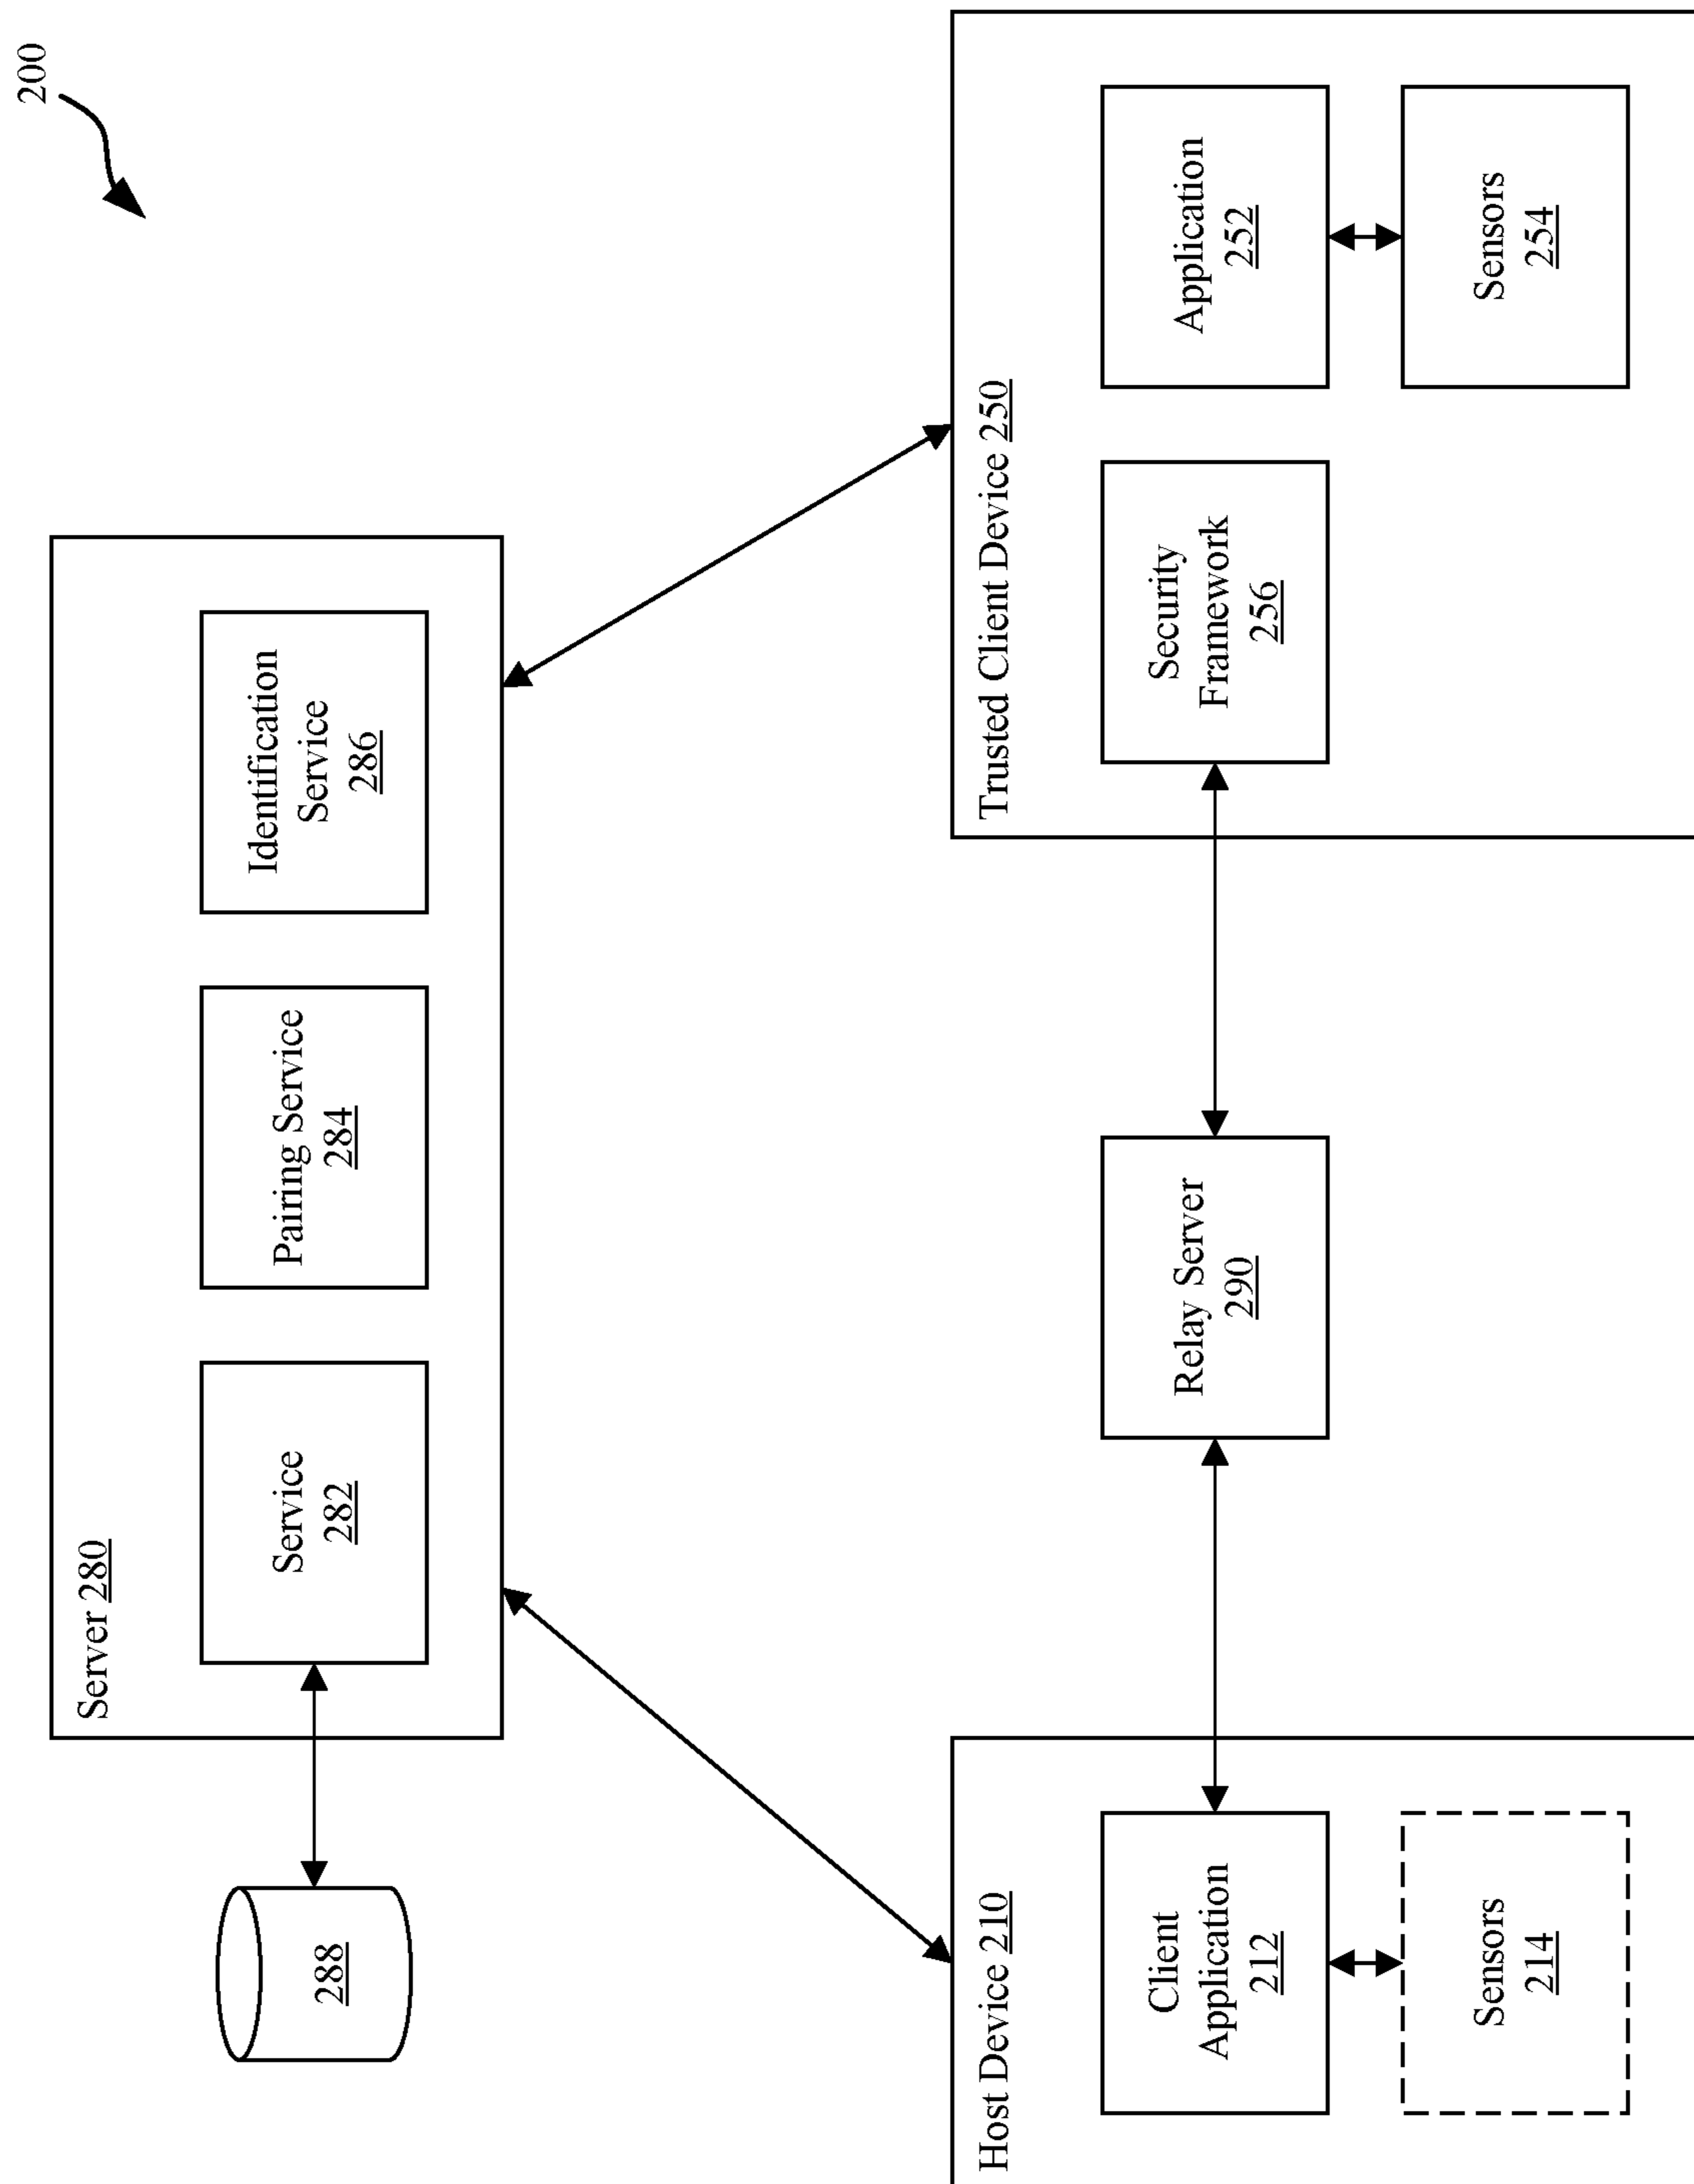 200
Server 280
288
Service
282
Pairing Service
284
Identification
Service
286
Host Device 210
Client
Application
212
Sensors
214
Relay Server
290
Trusted Client Device 250
Security
Framework
256
Application
252
Sensors
254